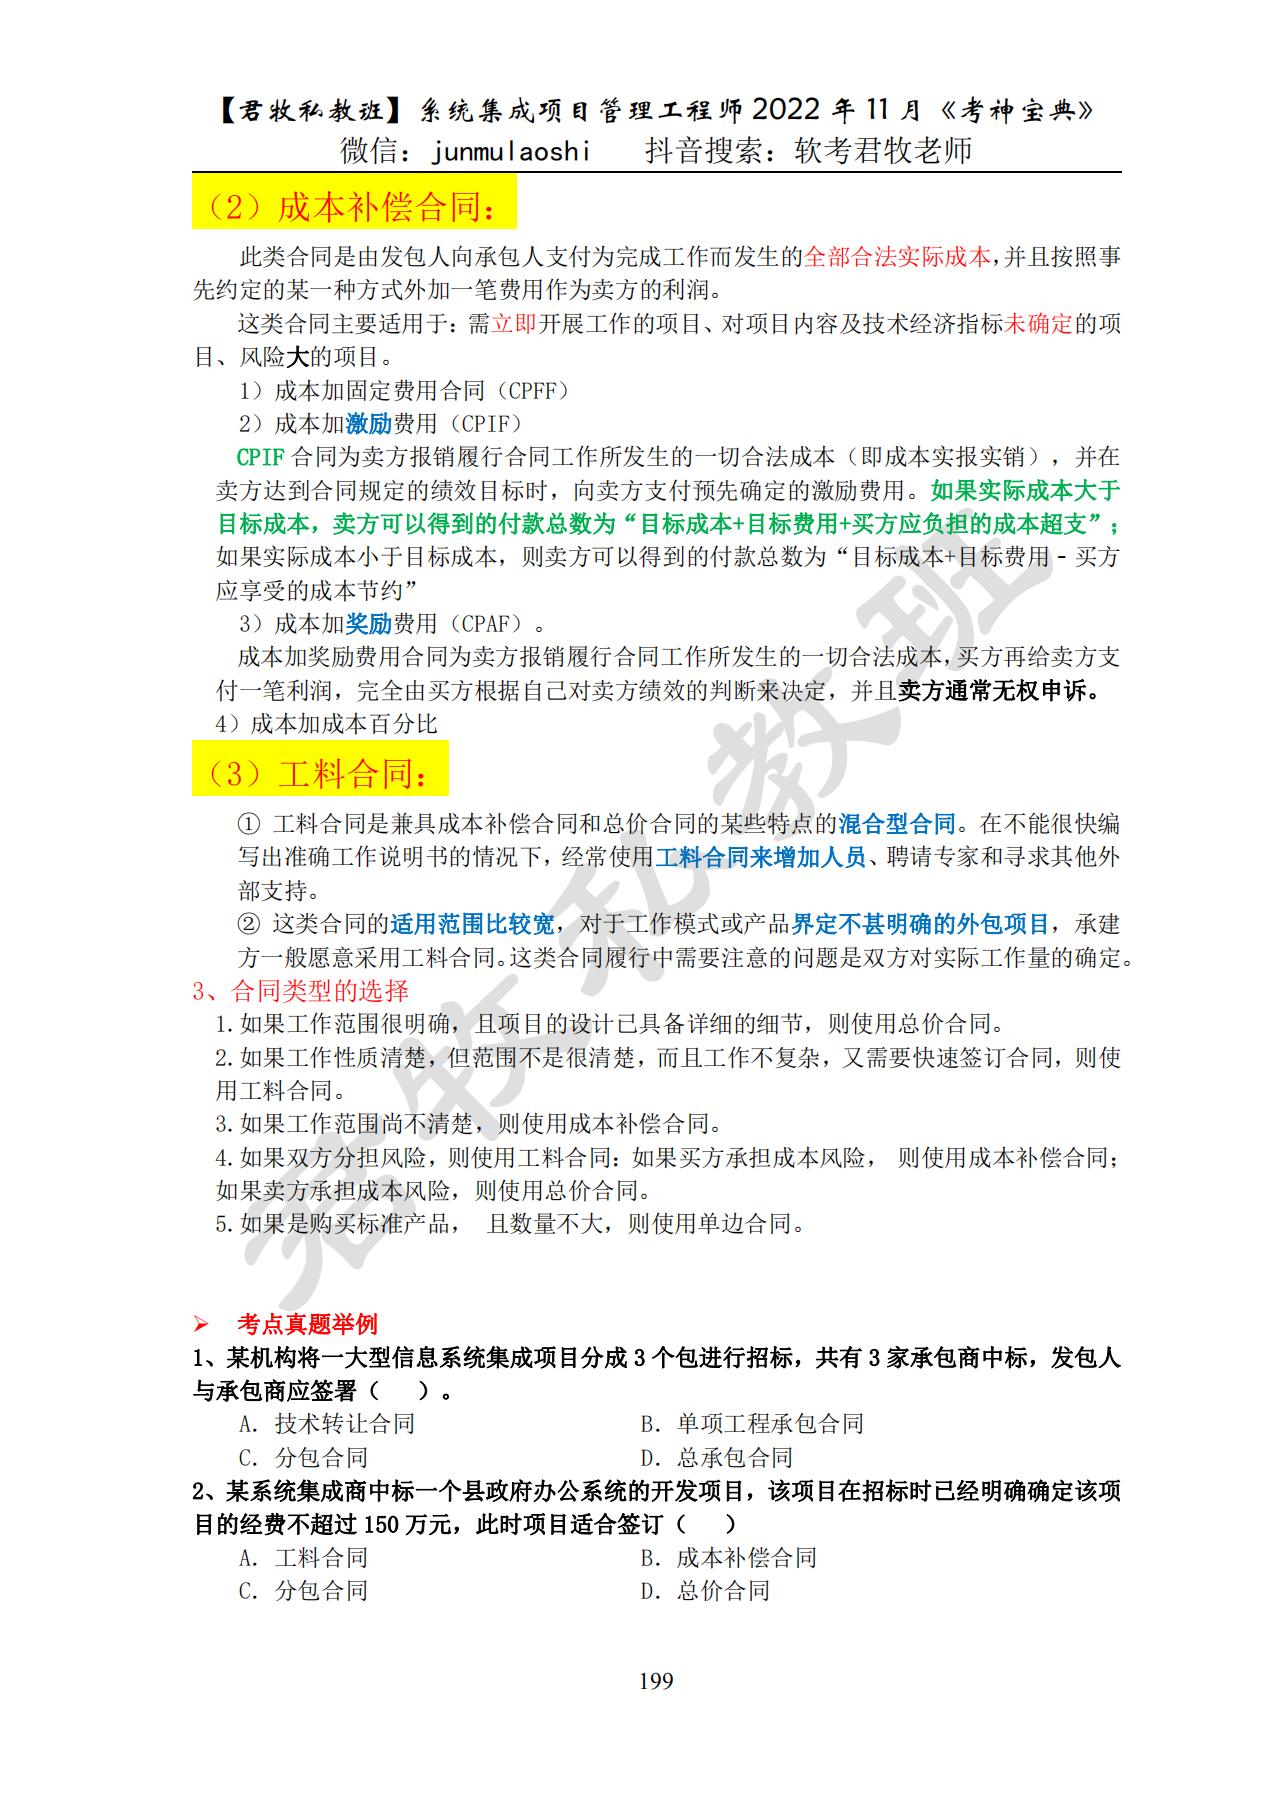 【君牧私教班】系统集成项目管理工程师 2022 年 11 月《考神宝典》
微信：junmulaoshi 抖音搜索：软考君牧老师
（2）成本补偿合同：
此类合同是由发包人向承包人支付为完成工作而发生的全部合法实际成本，并且按照事
先约定的某一种方式外加一笔费用作为卖方的利润。
这类合同主要适用于：需立即开展工作的项目、对项目内容及技术经济指标未确定的项
目、风险大的项目。
1）成本加固定费用合同（CPFF）
2）成本加激励费用（CPIF）
CPIF 合同为卖方报销履行合同工作所发生的一切合法成本（即成本实报实销），并在
卖方达到合同规定的绩效目标时，向卖方支付预先确定的激励费用。如果实际成本大于
目标成本，卖方可以得到的付款总数为“目标成本+目标费用+买方应负担的成本超支”；
如果实际成本小于目标成本，则卖方可以得到的付款总数为“目标成本+目标费用－买方
应享受的成本节约”
3）成本加奖励费用（CPAF）。
成本加奖励费用合同为卖方报销履行合同工作所发生的一切合法成本，买方再给卖方支
付一笔利润，完全由买方根据自己对卖方绩效的判断来决定，并且卖方通常无权申诉。
4）成本加成本百分比
（3）工料合同：
① 工料合同是兼具成本补偿合同和总价合同的某些特点的混合型合同。在不能很快编
写出准确工作说明书的情况下，经常使用工料合同来增加人员、聘请专家和寻求其他外
部支持。
② 这类合同的适用范围比较宽，对于工作模式或产品界定不甚明确的外包项目，承建
方一般愿意采用工料合同。这类合同履行中需要注意的问题是双方对实际工作量的确定。
3、合同类型的选择
1.如果工作范围很明确，且项目的设计已具备详细的细节，则使用总价合同。
2.如果工作性质清楚，但范围不是很清楚，而且工作不复杂，又需要快速签订合同，则使
用工料合同。
3.如果工作范围尚不清楚，则使用成本补偿合同。
4.如果双方分担风险，则使用工料合同：如果买方承担成本风险， 则使用成本补偿合同；
如果卖方承担成本风险，则使用总价合同。
5.如果是购买标准产品， 且数量不大，则使用单边合同。
➢ 考点真题举例
1、某机构将一大型信息系统集成项目分成 3 个包进行招标，共有 3 家承包商中标，发包人
与承包商应签署（ ）。
A．技术转让合同 B．单项工程承包合同
C．分包合同 D．总承包合同
2、某系统集成商中标一个县政府办公系统的开发项目，该项目在招标时已经明确确定该项
目的经费不超过 150 万元，此时项目适合签订（ ）
A．工料合同 B．成本补偿合同
C．分包合同 D．总价合同
199
君牧私教班